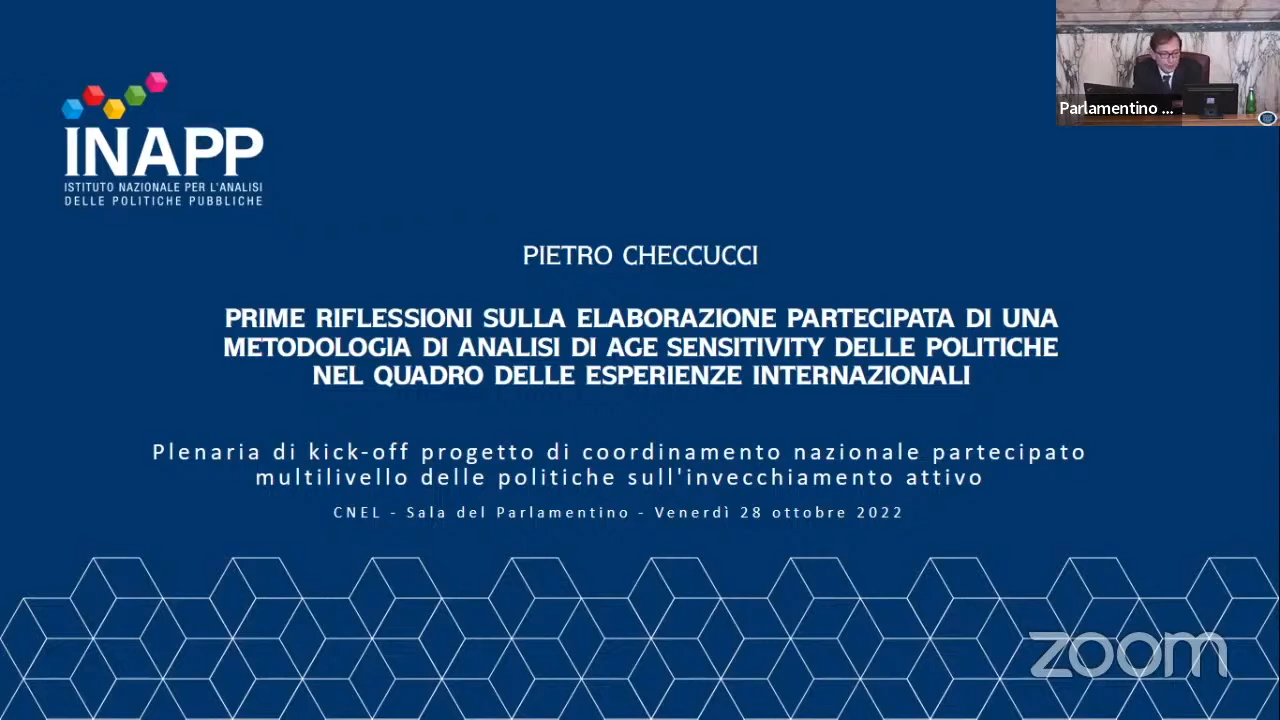 Parlamentino ...
INAPP
ISTITUTO NAZIONALE PER L'ANALISI
DELLE POLITICHE PUBBLICHE
PIETRO CHECCUCCI
PRIME RIFLESSIONI SULLA ELABORAZIONE PARTECIPATA DI UNA
METODOLOGIA DI ANALISI DI AGE SENSITIVITY DELLE POLITICHE
NEL QUADRO DELLE ESPERIENZE INTERNAZIONALI
Plenaria di kick-off progetto di coordinamento nazionale partecipato
multilivello delle politiche sull'invecchiamento attivo
CNEL - Sala del Parlamentino - Venerdì 28 ottobre 2022
zoom